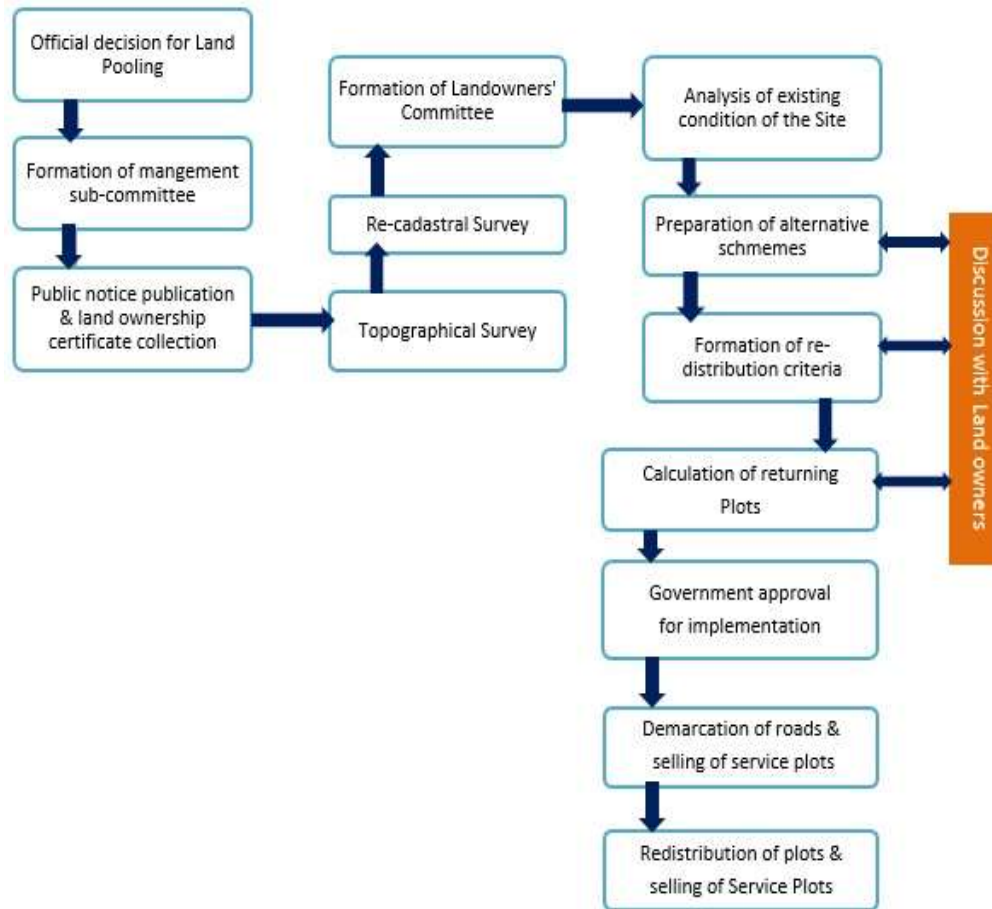 Official decision for Land
Pooling
Formation of mangement
sub-committee
Public notice publication
& land ownership
certificate collection
Topographical Survey
Re-cadastral Survey
Formation of Landowners'
Committee
Analysis of existing
condition of the Site
Preparation of alternative
schmemes
Formation of re-
distribution criteria
Calculation of returning
Plots
Government approval
for implementation
Demarcation of roads &
selling of service plots
Redistribution of plots &
selling of Service Plots
Discussion with Land owners